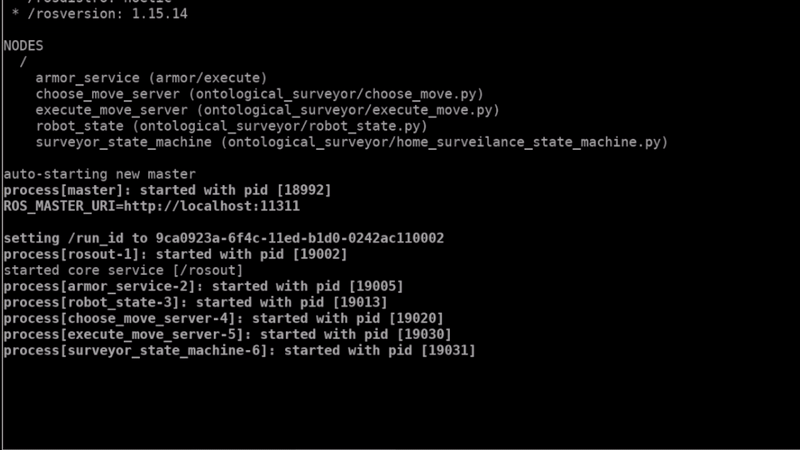 * /rosversion: 1.15.14
NODES
/
armor_service (armor/execute)
choose_move_server (ontological_surveyor/choose_move.py)
execute_move_server (ontological_surveyor/execute_move.py)
robot_state (ontological_surveyor/robot_state.py)
surveyor_state_machine (ontological_surveyor/home_surveilance_state_machine.py)
auto-starting new master
process[master]: started with pid [18992]
ROS_MASTER_URI=http://localhost:11311
setting /run_id to 9ca0923a-6f4c-11ed-b1d0-0242ac110002
process[rosout-1]: started with pid [19002]
started core service [/rosout]
process[armor_service-2]: started with pid [19005]
process[robot_state-3]: started with pid [19013]
process[choose_move_server-4]: started with pid [19020]
process[execute_move_server-5]: started with pid [19030]
process[surveyor_state_machine-6]: started with pid [19031]